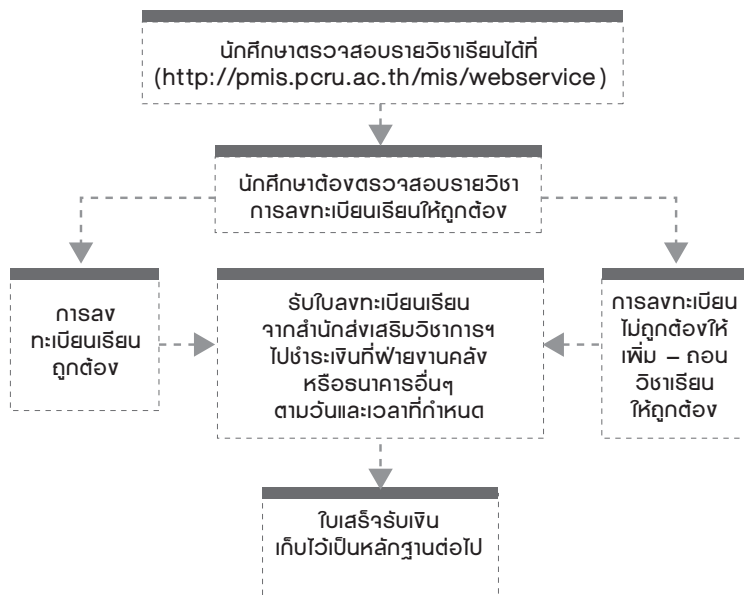 นักศึกษาตรวจสอบรายวิชาเรียนได้ที่
(http://pmis.pcru.ac.th/mis/webservice)
นักศึกษาต้องตรวจสอบรายวิชา
การลงทะเบียนเรียนให้ถูกต้อง
การลง
ทะเบียนเรียน
ถูกต้อง
รับใบลงทะเบียนเรียน
จากสำนักส่งเสริมวิชาการฯ
ไปชำระเงินที่ฝ่ายงานคลัง
หรือธนาคารอื่นๆ
ตามวันและเวลาที่กำหนด
การลงทะเบียน
ไม่ถูกต้องให้
เพิ่ม – ถอน
วิชาเรียน
ให้ถูกต้อง
ใบเสร็จรับเงิน
เก็บไว้เป็นหลักฐานต่อไป